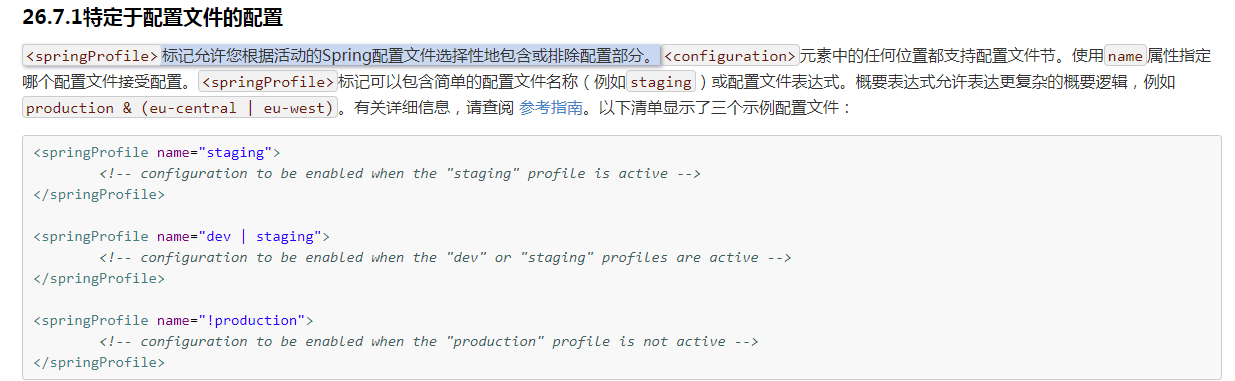 26.7.1特定于配置文件的配置
<springProfile>标记允许您根据活动的Spring配置文件选择性地包含或排除配置部分。<configuration>元素中的任何位置都支持配置文件节。使用name属性指定
哪个配置文件接受配置。<springProfile>标记可以包含简单的配置文件名称（例如staging）或配置文件表达式。概要表达式允许表达更复杂的概要逻辑，例如
production & (eu-central | eu-west)。有关详细信息，请查阅 参考指南。以下清单显示了三个示例配置文件：
<springProfile name="staging">
<!-- configuration to be enabled when the "staging" profile is active -->
</springProfile>
<springProfile name="dev | staging">
<!-- configuration to be enabled when the "dev" or "staging" profiles are active -->
</springProfile>
<springProfile name="!production">
<!-- configuration to be enabled when the "production" profile is not active -->
</springProfile>